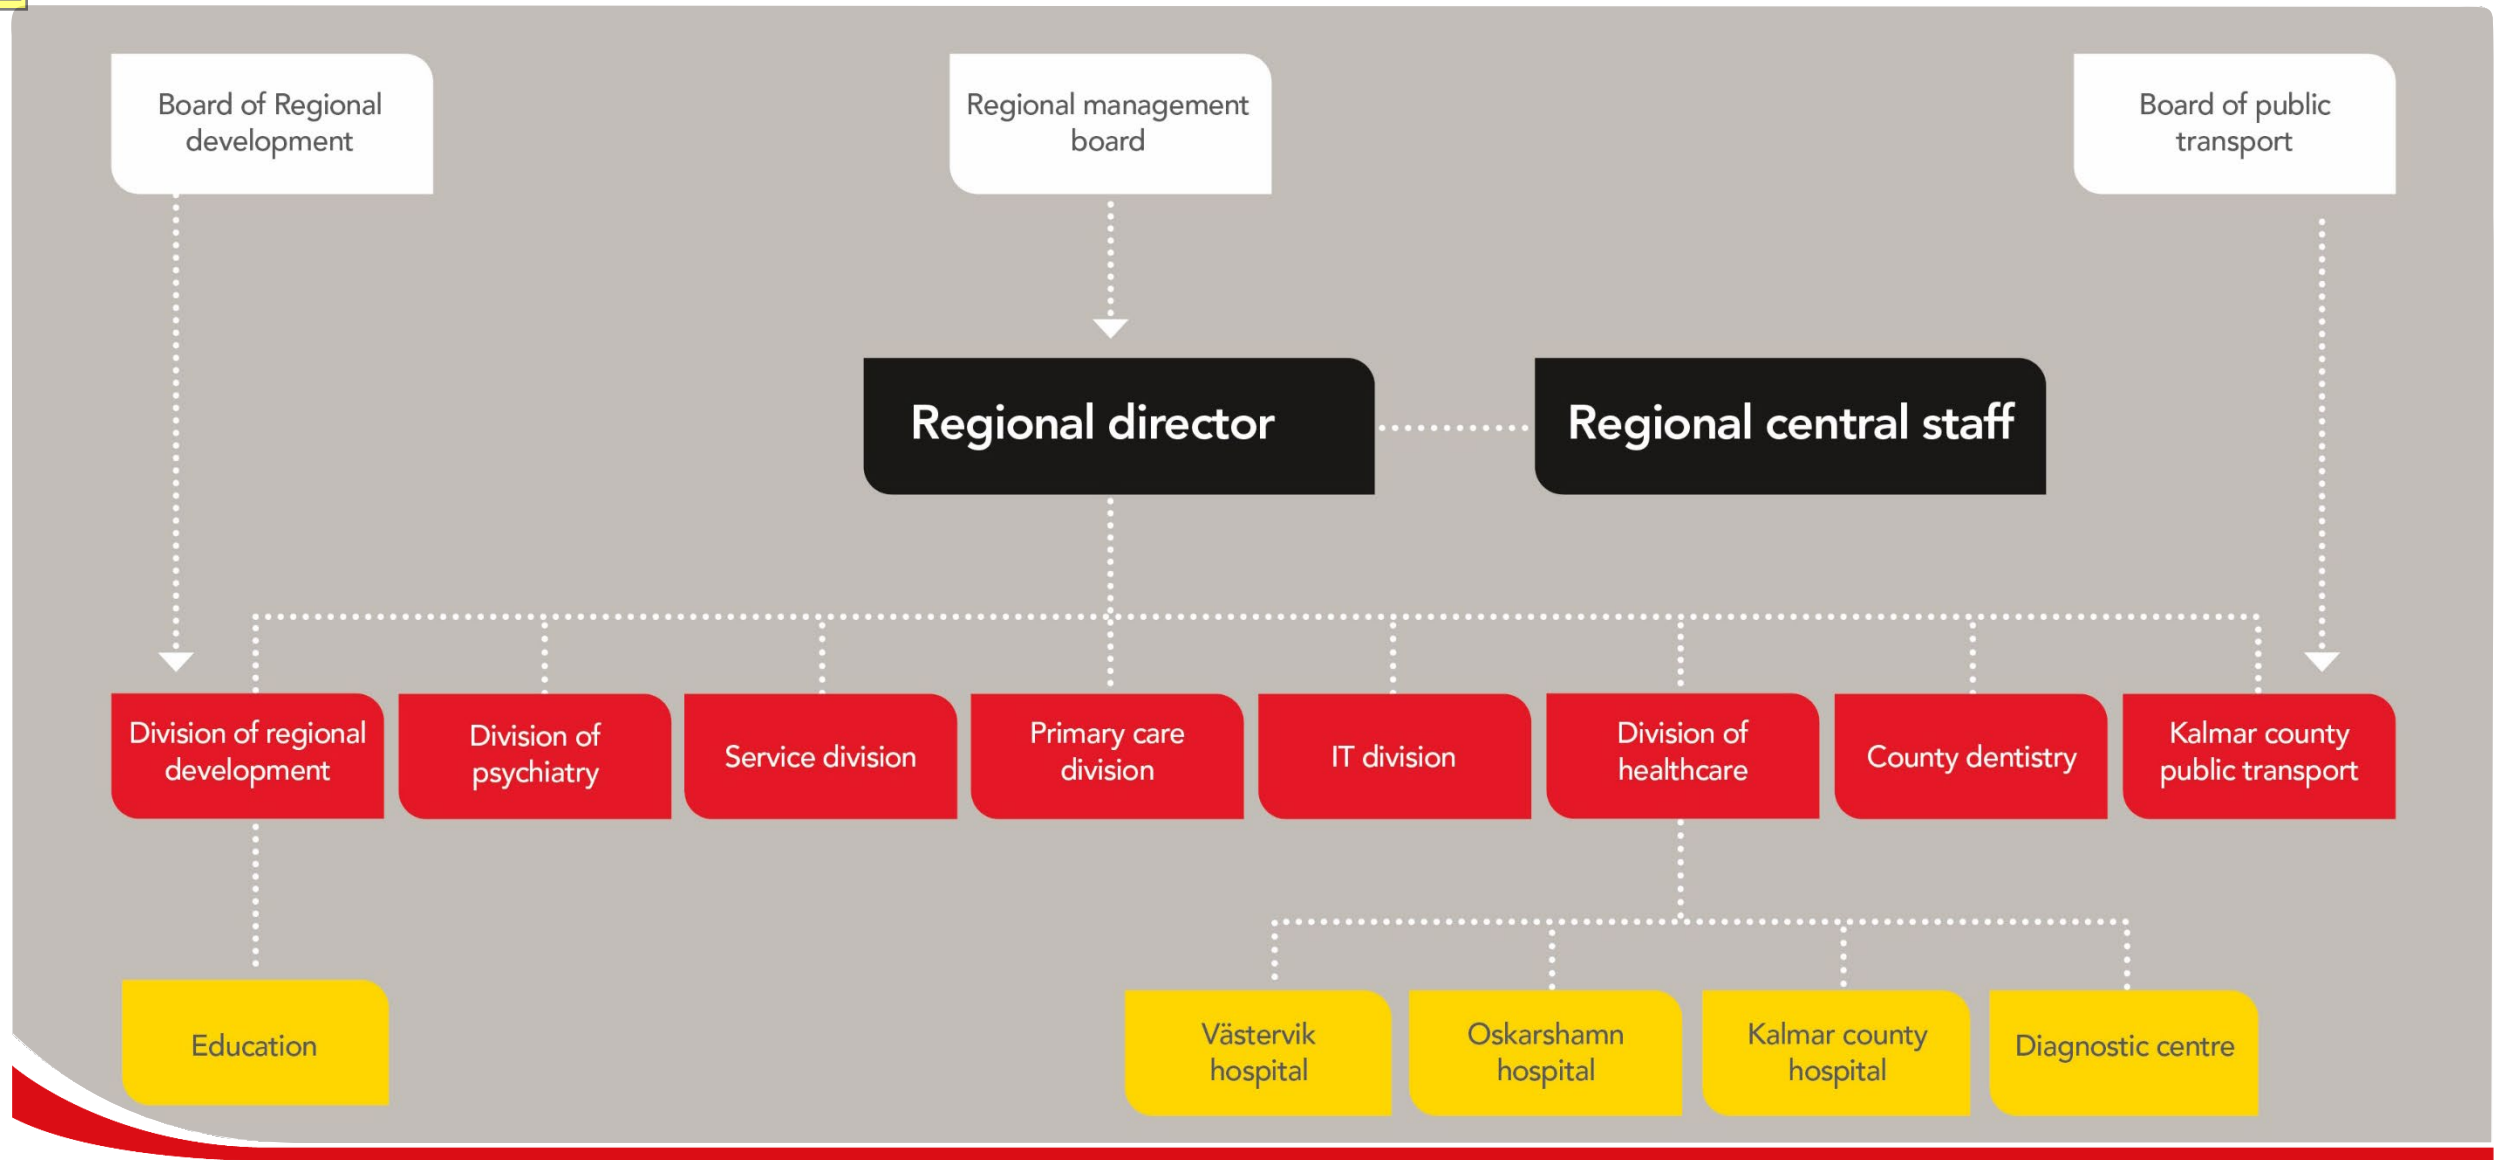 Board of Regional
development
Regional management
board
Board of public
transport
Regional director
Regional central staff
Division of regional
development
Division of
psychiatry
Service division
Primary care
division
IT division
Division of
healthcare
County dentistry
Kalmar county
public transport
Education
Västervik
hospital
Oskarshamn
hospital
Kalmar county
hospital
Diagnostic centre